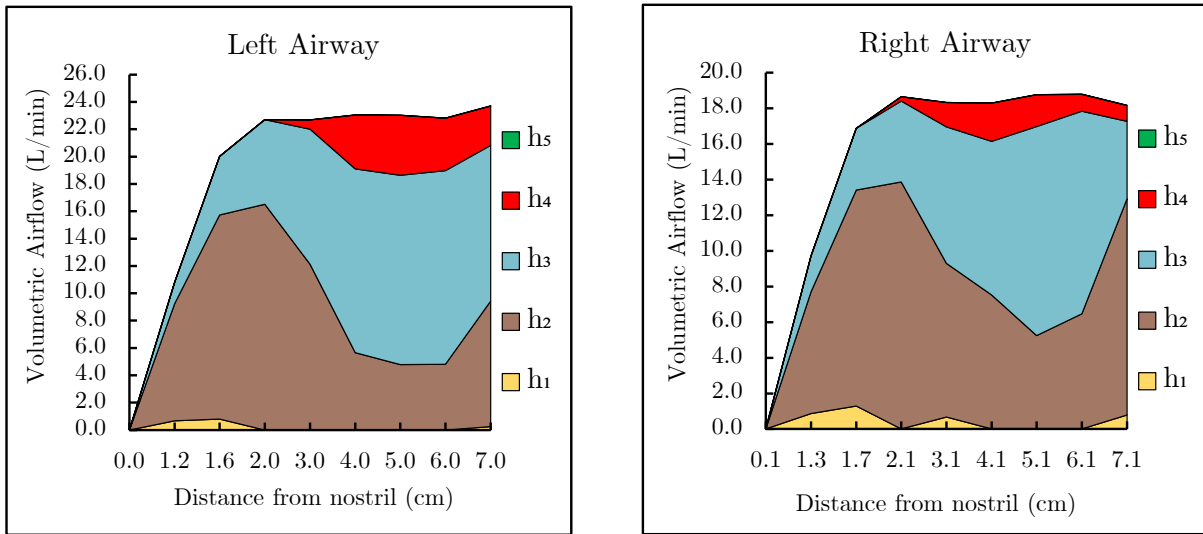 Left Airway
26.0
24.0
22.0
20.0
18.0
16.0
14.0
12.0
10.0
8.0
6.0
4.0
2.0
0.0
Volumetric Airflow (L/min)
0.0 1.2 1.6 2.0 3.0 4.0 5.0 6.0 7.0
Distance from nostril (cm)
h5
h4
h3
h2
h1
Right Airway
20.0
18.0
16.0
14.0
12.0
10.0
8.0
6.0
4.0
2.0
0.0
Volumetric Airflow (L/min)
0.1 1.3 1.7 2.1 3.1 4.1 5.1 6.1 7.1
Distance from nostril (cm)
h5
h4
h3
h2
h1